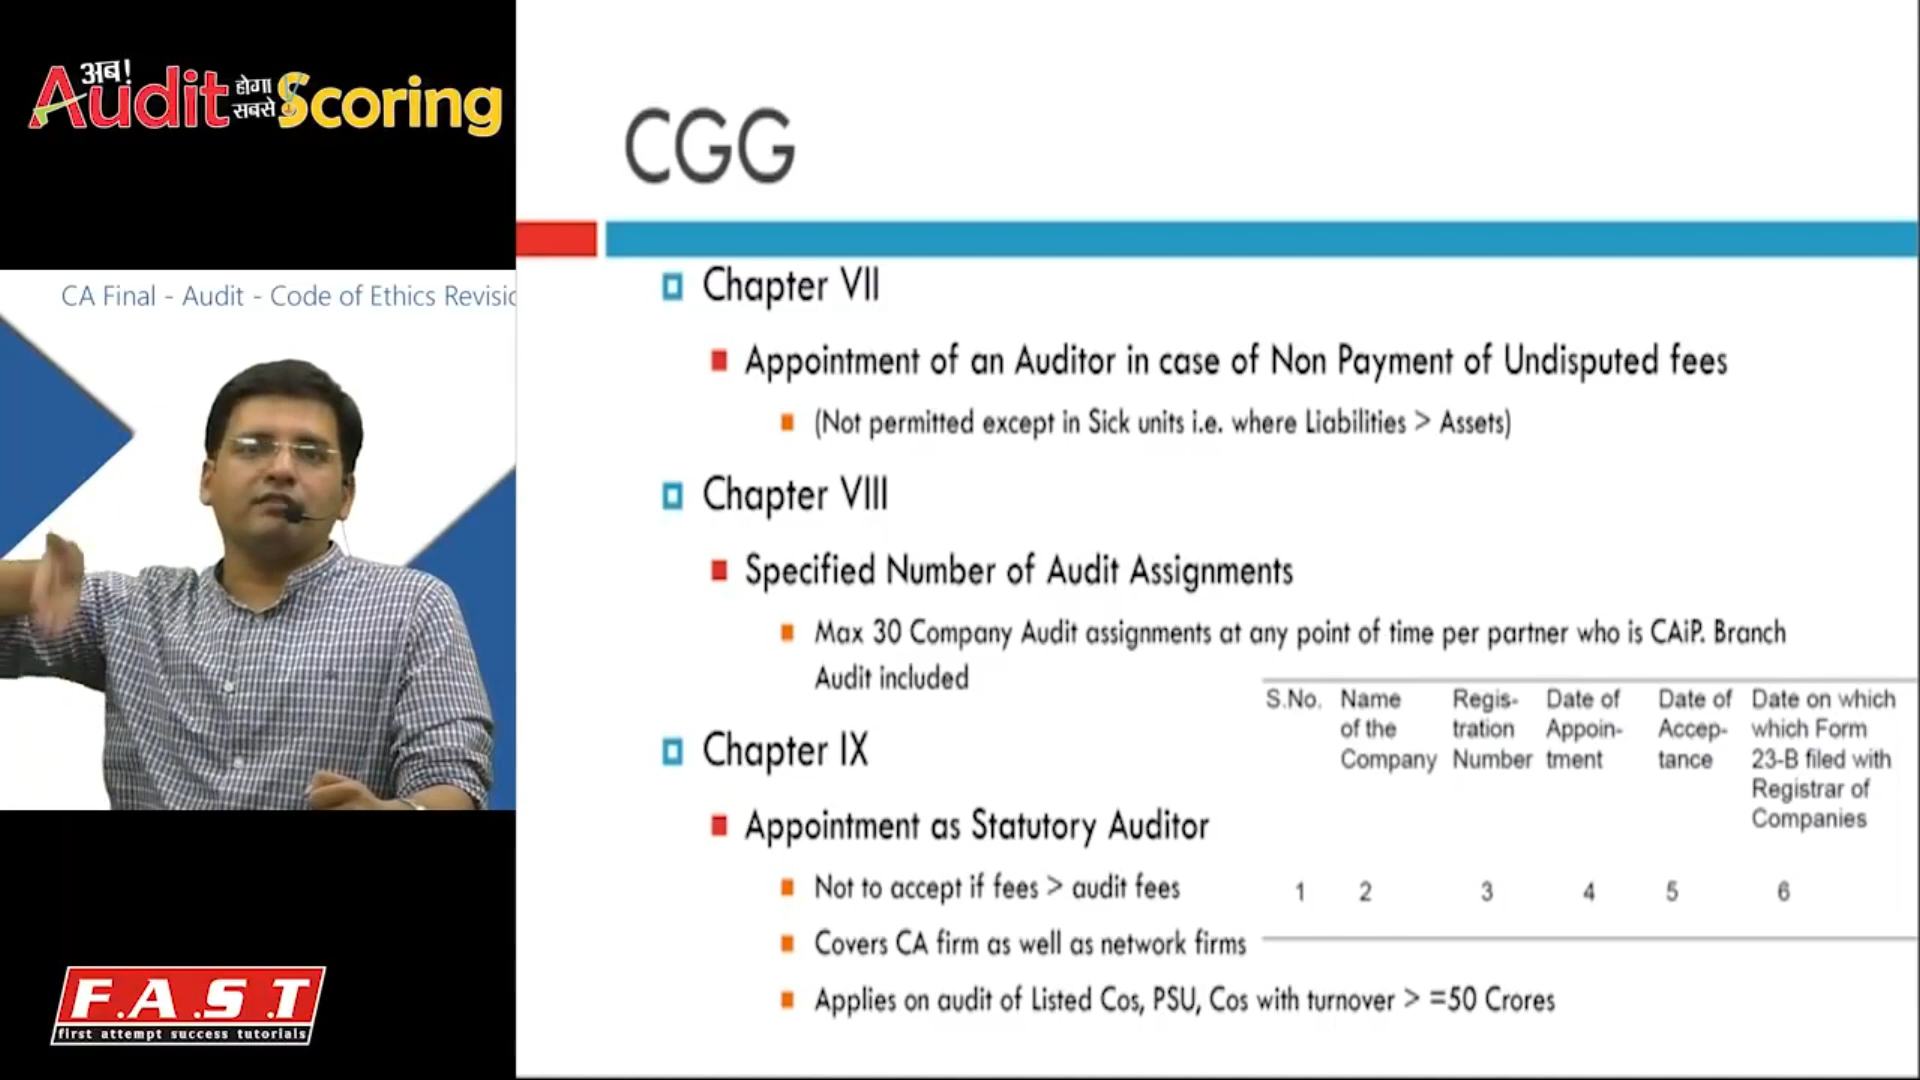 अब!
Audit होगा सबसे Scoring
CA Final - Audit - Code of Ethics Revisio
F.A.S.T
first attempt success tutorials
CGG
Chapter VII
Appointment of an Auditor in case of Non Payment of Undisputed fees
(Not permitted except in Sick units i.e. where Liabilities > Assets)
Chapter VIII
Specified Number of Audit Assignments
Max 30 Company Audit assignments at any point of time per partner who is CAiP. Branch
Audit included
Chapter IX
Appointment as Statutory Auditor
Not to accept if fees > audit fees
Covers CA firm as well as network firms
Applies on audit of Listed Cos, PSU, Cos with turnover > =50 Crores
S.No. Name Regis- Date of Date of Date on which
of the tration Appoin- Accep- which Form
Company Number tment tance 23-B filed with
Registrar of
Companies
1 2 3 4 5 6